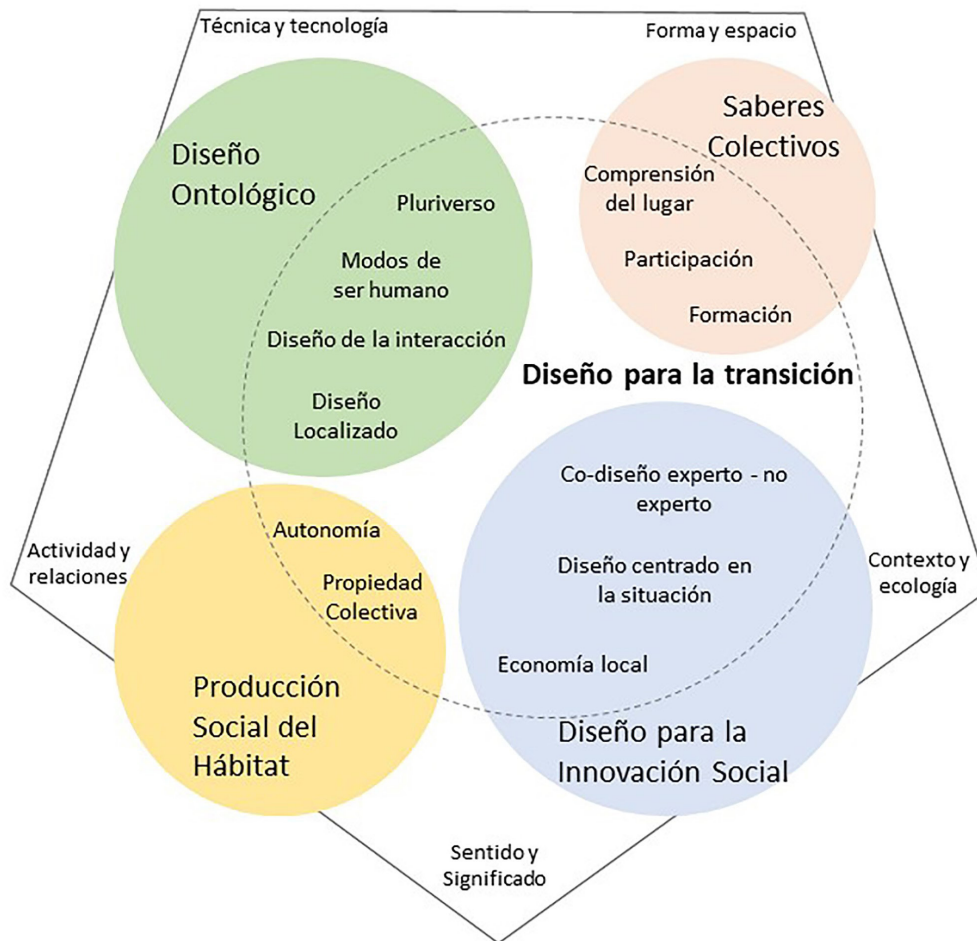 Técnica y tecnología
Forma y espacio
Diseño
Ontológico
Pluriverso
Modos de
ser humano
Diseño de la interacción
Diseño
Localizado
Saberes
Colectivos
Comprensión
del lugar
Participación
Formación
Diseño para la transición
Actividad y
relaciones
Autonomía
Propiedad
Colectiva
Producción
Social del
Hábitat
Co-diseño experto - no
experto
Diseño centrado en
la situación
Economía local
Diseño para la
Innovación Social
Contexto y
ecología
Sentido y
Significado